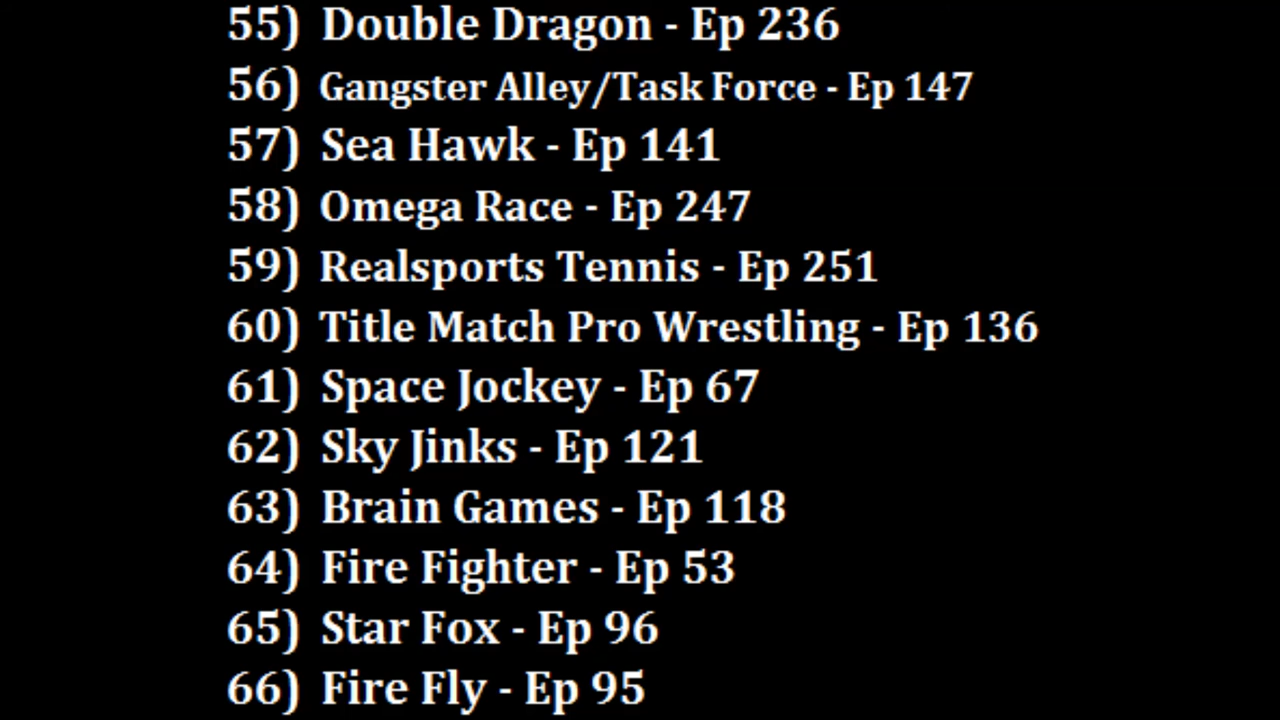 55) Double Dragon - Ep 236
56) Gangster Alley/Task Force - Ep 147
57) Sea Hawk - Ep 141
58) Omega Race - Ep 247
59) Realsports Tennis - Ep 251
60) Title Match Pro Wrestling - Ep 136
61) Space Jockey - Ep 67
62) Sky Jinks - Ep 121
63) Brain Games - Ep 118
64) Fire Fighter - Ep 53
65) Star Fox - Ep 96
66) Fire Fly - Ep 95